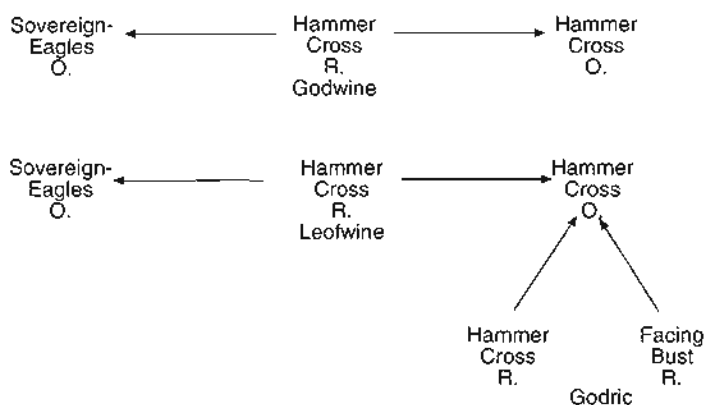 Sovereign-
Eagles
O.
Hammer
Cross
R.
Godwine
Hammer
Cross
O.
Sovereign-
Eagles
O.
Hammer
Cross
R.
Leofwine
Hammer
Cross
O.
Hammer
Cross
R.
Facing
Bust
R.
Godric